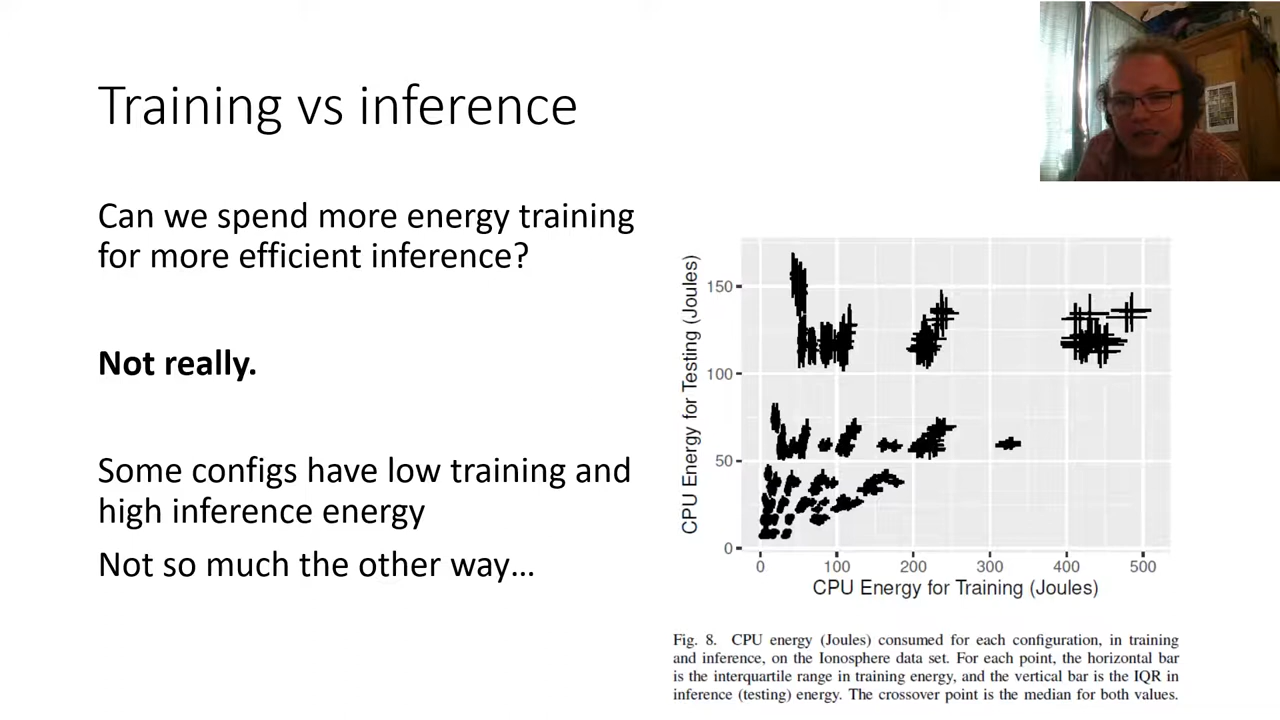 Training vs inference
Can we spend more energy training
for more efficient inference?
Not really.
Some configs have low training and
high inference energy
Not so much the other way…
CPU Energy for Testing (Joules)
150
100
50
0
0 100 200 300 400 500
CPU Energy for Training (Joules)
Fig. 8. CPU energy (Joules) consumed for each configuration, in training
and inference, on the Ionosphere data set. For each point, the horizontal bar
is the interquartile range in training energy, and the vertical bar is the IQR in
inference (testing) energy. The crossover point is the median for both values.